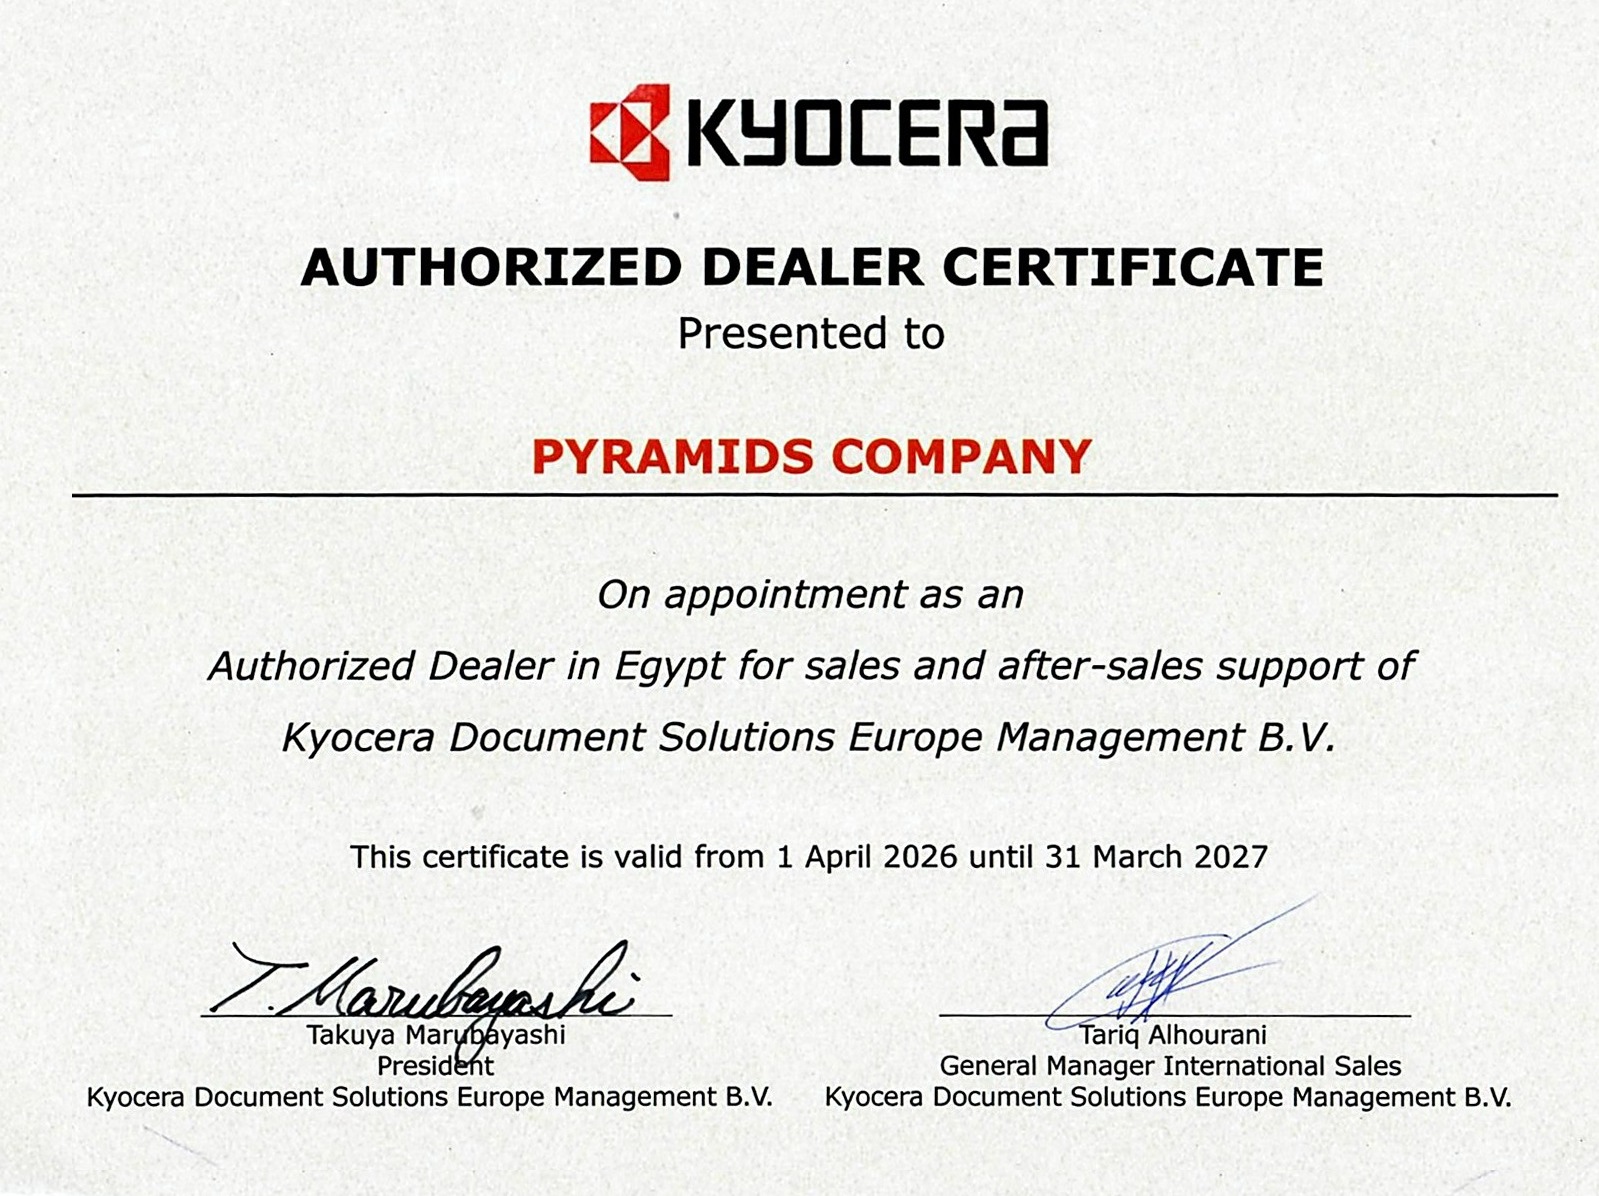 KYOCERA
AUTHORIZED DEALER CERTIFICATE
Presented to
PYRAMIDS COMPANY
On appointment as an
Authorized Dealer in Egypt for sales and after-sales support of
Kyocera Document Solutions Europe Management B.V.
This certificate is valid from 1 April 2026 until 31 March 2027
T. Marubayashi
Takuya Marubayashi
President
Kyocera Document Solutions Europe Management B.V.
Tariq Alhourani
General Manager International Sales
Kyocera Document Solutions Europe Management B.V.